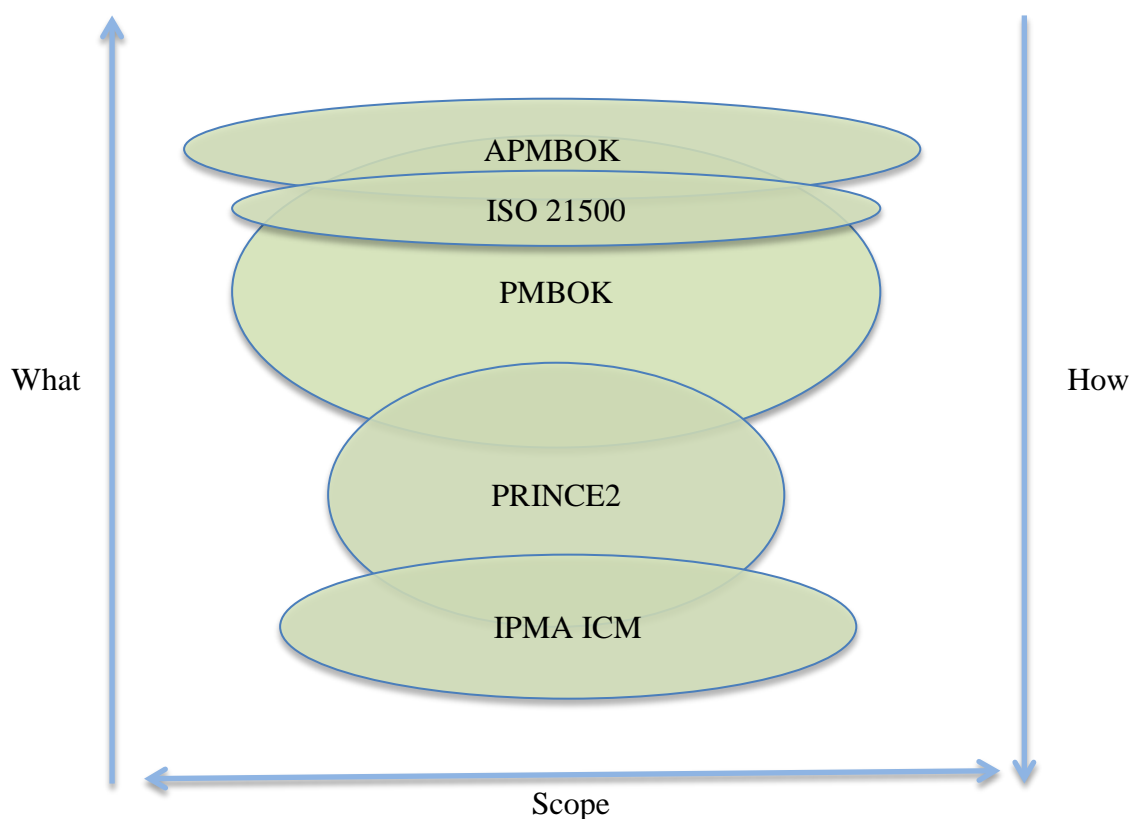 APMBOK
ISO 21500
PMBOK
What
How
PRINCE2
IPMA ICM
Scope